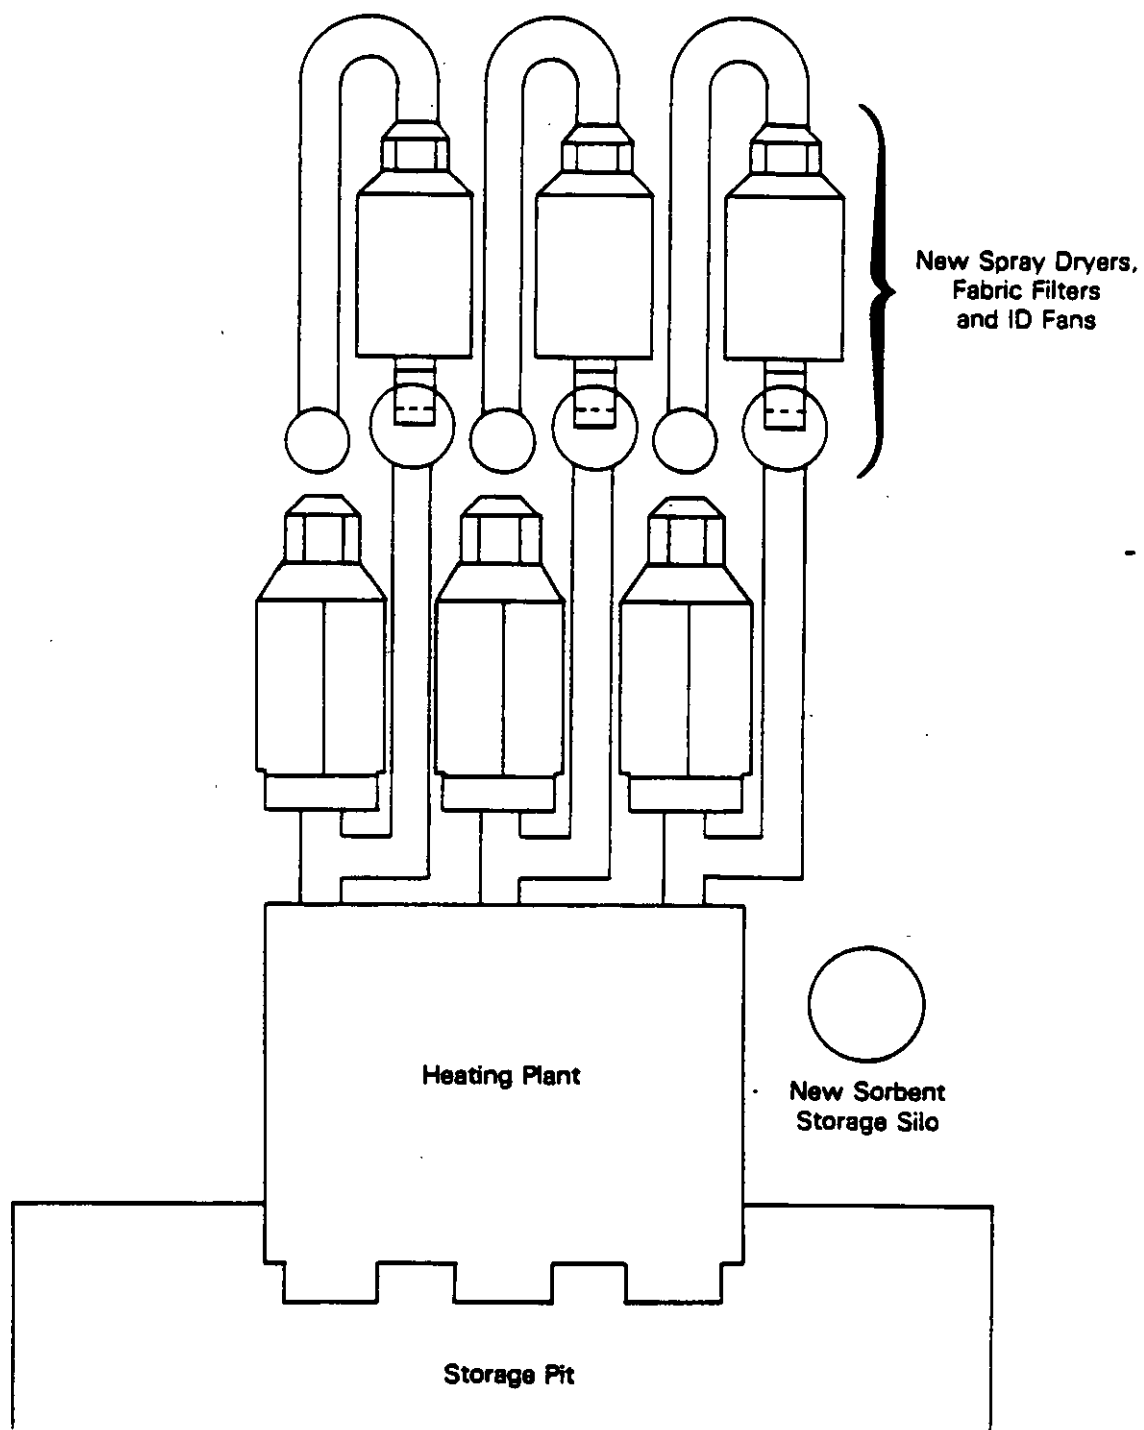 New Spray Dryers,
Fabric Filters
and ID Fans
Heating Plant
New Sorbent
Storage Silo
Storage Pit